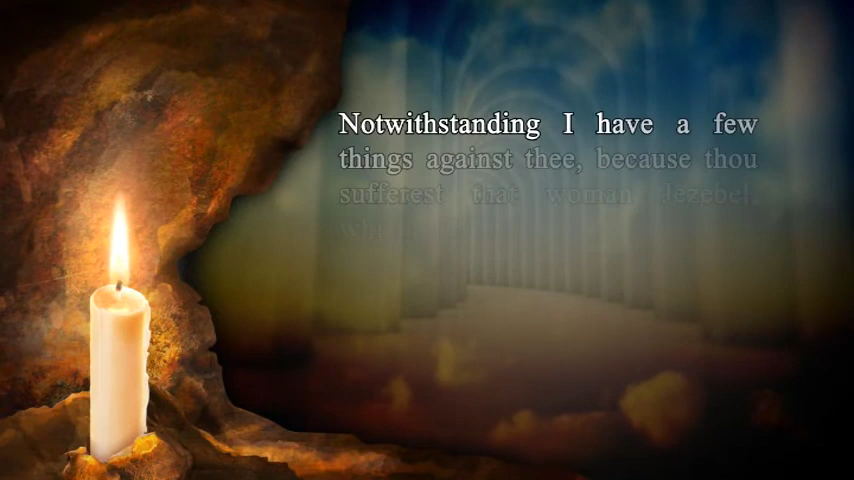 Notwithstanding I have a few
things against thee, because thou
sufferest that woman Jezebel,